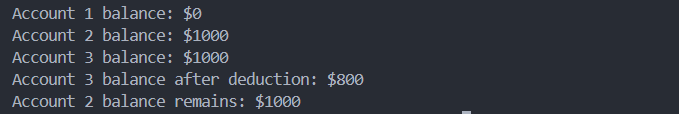 Account 1 balance: $0
Account 2 balance: $1000
Account 3 balance: $1000
Account 3 balance after deduction: $800
Account 2 balance remains: $1000